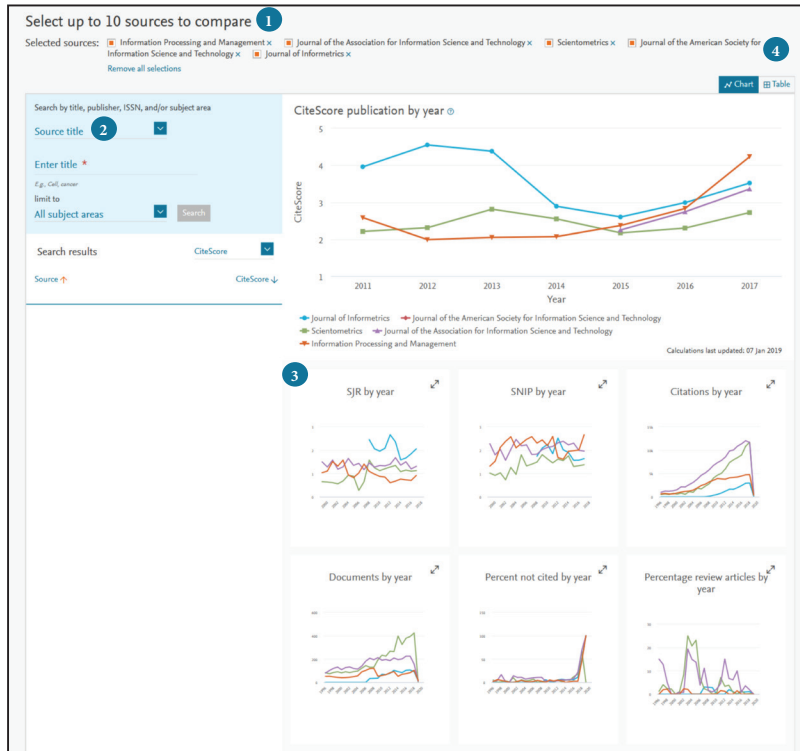 Select up to 10 sources to compare 1
Selected sources: Information Processing and Management × Journal of the Association for Information Science and Technology × Scientometrics × Journal of the American Society for
Information Science and Technology × Journal of Informetrics ×
4
Remove all selections
Chart Table
Search by title, publisher, ISSN, and/or subject area
Source title 2
Enter title *
E.g., Cell, cancer
limit to
All subject areas Search
Search results CiteScore
Source CiteScore
CiteScore publication by year
CiteScore
5
4
3
2
1
2011 2012 2013 2014 2015 2016 2017
Year
Journal of Informetrics Journal of the American Society for Information Science and Technology
Scientometrics Journal of the Association for Information Science and Technology
Information Processing and Management
Calculations last updated: 07 Jan 2019
3
SJR by year
SNIP by year
Citations by year
Documents by year
Percent not cited by year
Percentage review articles by
year